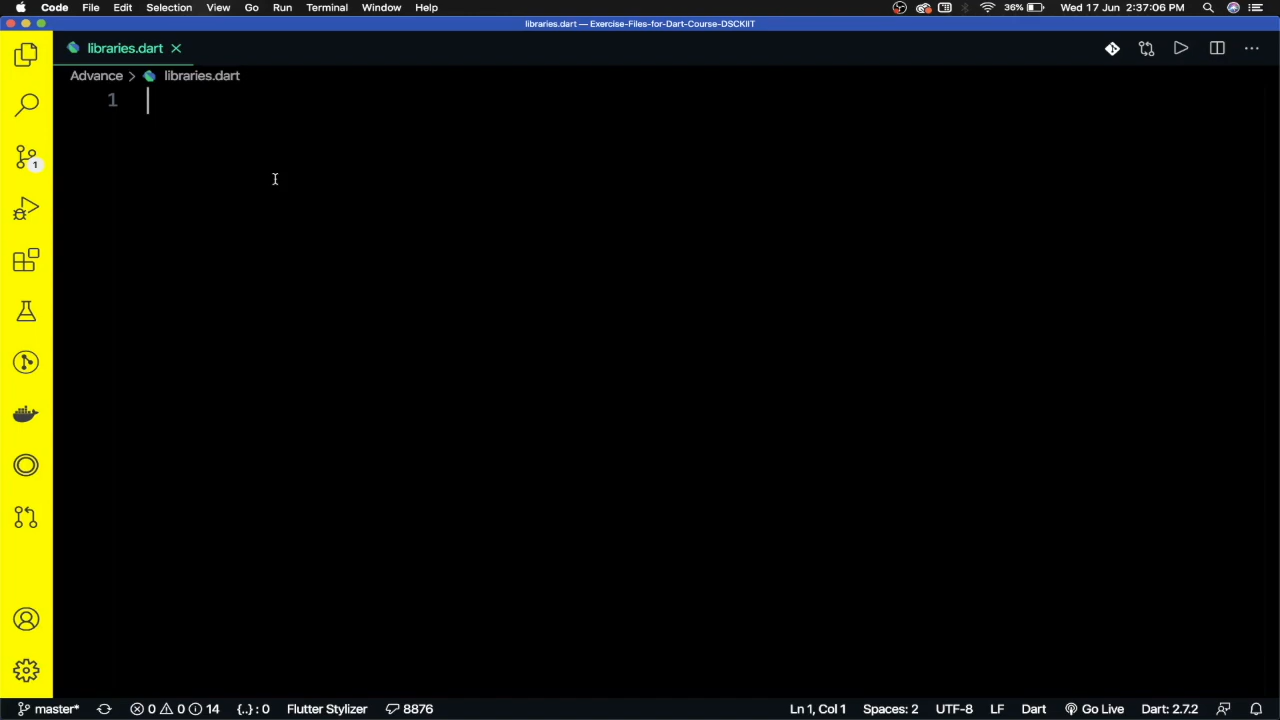 Code File Edit Selection View Go Run Terminal Window Help 36% Wed 17 Jun 2:37:06 PM
libraries.dart — Exercise-Files-for-Dart-Course-DSCKIIT
libraries.dart
Advance > libraries.dart
1
1
master* 0 0 14 {..} : 0 Flutter Stylizer 8876 Ln 1, Col 1 Spaces: 2 UTF-8 LF Dart Go Live Dart: 2.7.2